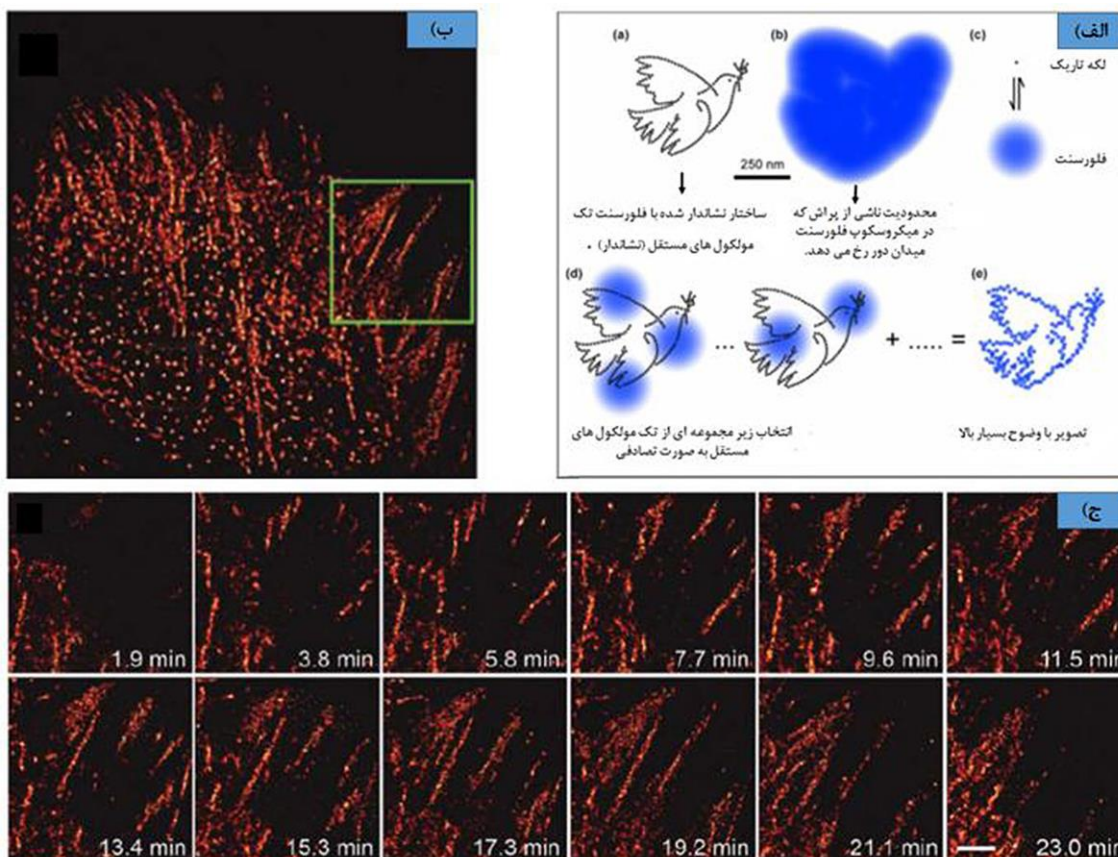 ب)
الف)
(a)
(b)
(c)
لکه تاریک
فلورسنت
250 nm
ساختار نشاندار شده با فلورسنت تک
مولکول های مستقل (نشاندار) .
محدودیت ناشی از پراش که
در میکروسکوپ فلورسنت
میدان دور رخ می دهد.
(d)
(e)
... + ..... =
انتخاب زیر مجموعه ای از تک مولکول های
مستقل به صورت تصادفی
تصویر با وضوح بسیار بالا
ج)
1.9 min
3.8 min
5.8 min
7.7 min
9.6 min
11.5 min
13.4 min
15.3 min
17.3 min
19.2 min
21.1 min
23.0 min